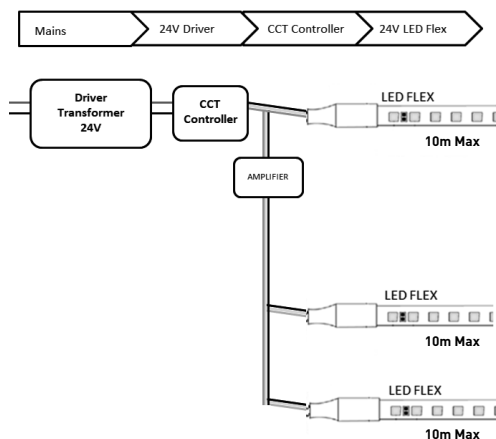 Mains
24V Driver
CCT Controller
24V LED Flex
Driver
Transformer
24V
CCT
Controller
LED FLEX
10m Max
AMPLIFIER
LED FLEX
10m Max
LED FLEX
10m Max